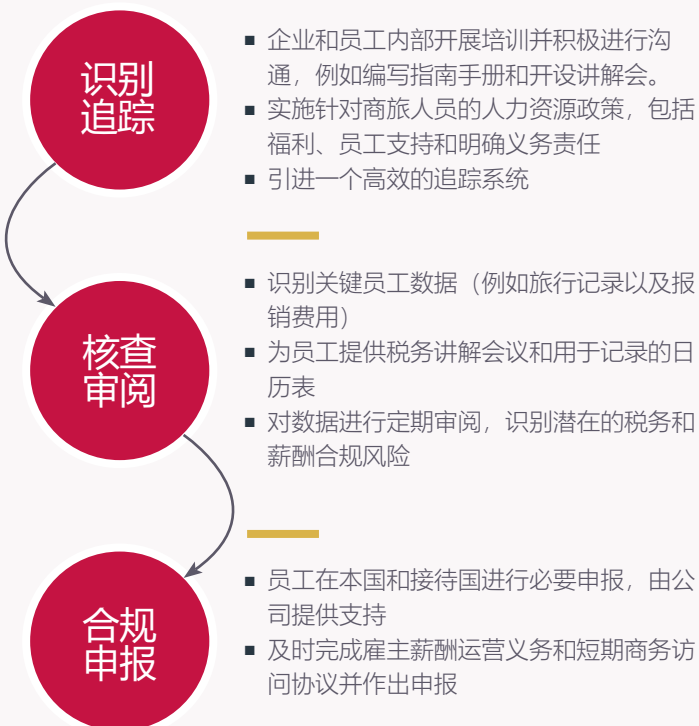 识别
追踪
■ 企业和员工内部开展培训并积极进行沟
通，例如编写指南手册和开设讲解会。
■ 实施针对商旅人员的人力资源政策，包括
福利、员工支持和明确义务责任
■ 引进一个高效的追踪系统
核查
审阅
■ 识别关键员工数据（例如旅行记录以及报
销费用）
■ 为员工提供税务讲解会议和用于记录的日
历表
■ 对数据进行定期审阅，识别潜在的税务和
薪酬合规风险
合规
申报
■ 员工在本国和接待国进行必要申报，由公
司提供支持
■ 及时完成雇主薪酬运营义务和短期商务访
问协议并作出申报